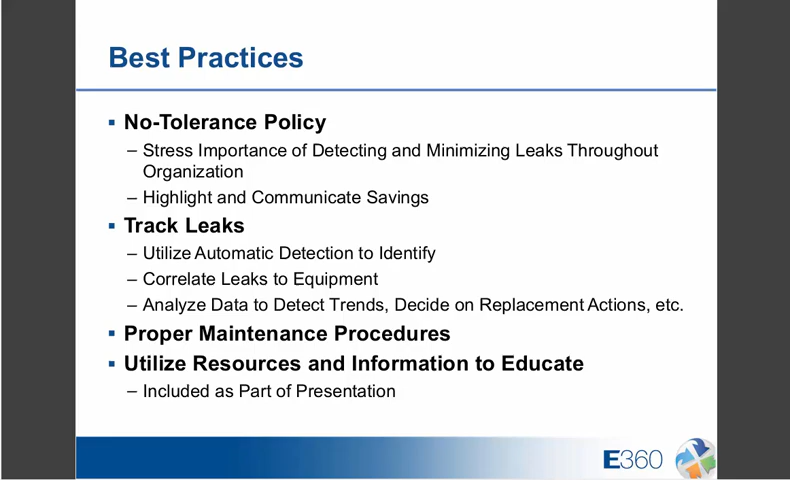 Best Practices
▪ No-Tolerance Policy
– Stress Importance of Detecting and Minimizing Leaks Throughout
Organization
– Highlight and Communicate Savings
▪ Track Leaks
– Utilize Automatic Detection to Identify
– Correlate Leaks to Equipment
– Analyze Data to Detect Trends, Decide on Replacement Actions, etc.
▪ Proper Maintenance Procedures
▪ Utilize Resources and Information to Educate
– Included as Part of Presentation
E360